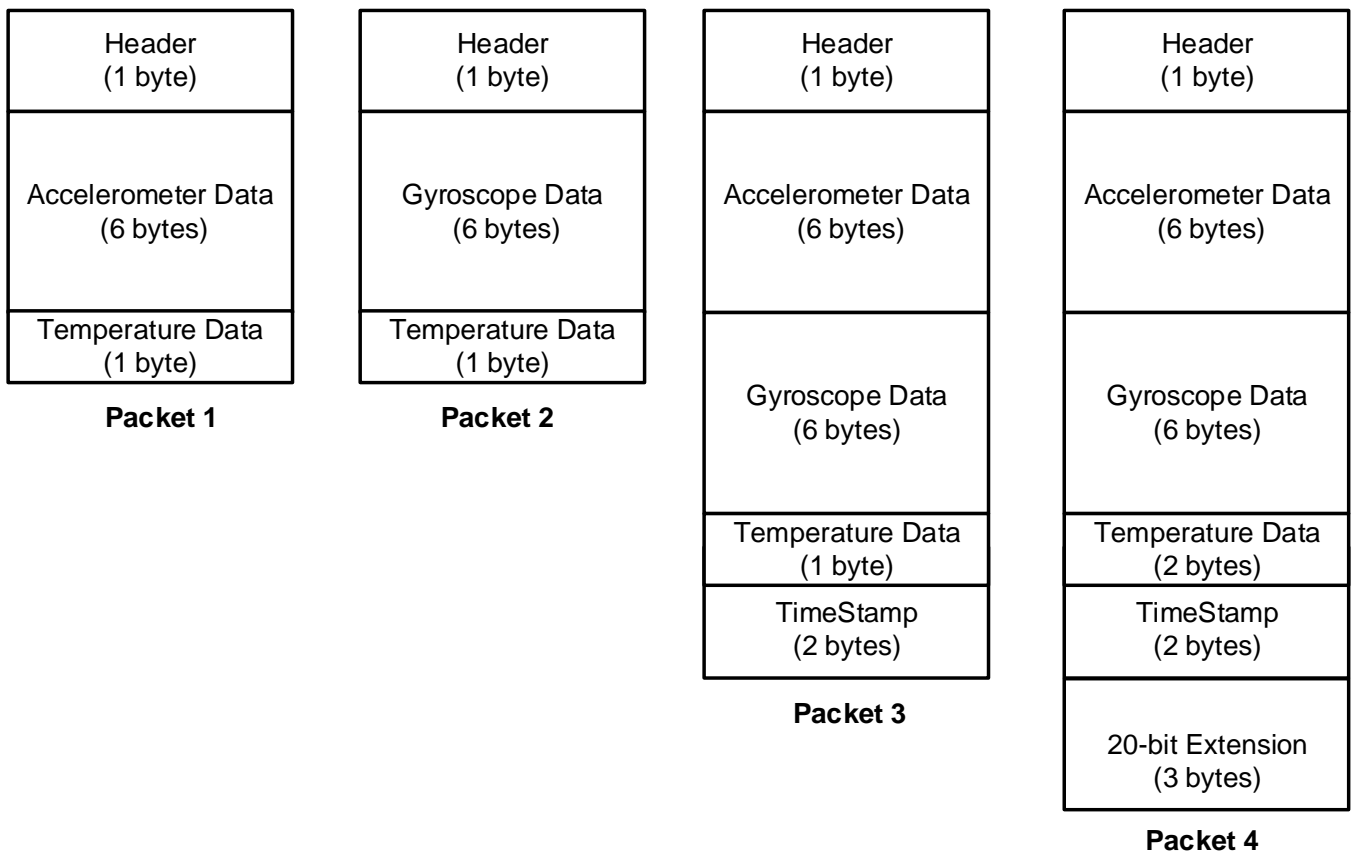 Header
(1 byte)
Accelerometer Data
(6 bytes)
Temperature Data
(1 byte)
Packet 1
Header
(1 byte)
Gyroscope Data
(6 bytes)
Temperature Data
(1 byte)
Packet 2
Header
(1 byte)
Accelerometer Data
(6 bytes)
Gyroscope Data
(6 bytes)
Temperature Data
(1 byte)
TimeStamp
(2 bytes)
Packet 3
Header
(1 byte)
Accelerometer Data
(6 bytes)
Gyroscope Data
(6 bytes)
Temperature Data
(2 bytes)
TimeStamp
(2 bytes)
20-bit Extension
(3 bytes)
Packet 4